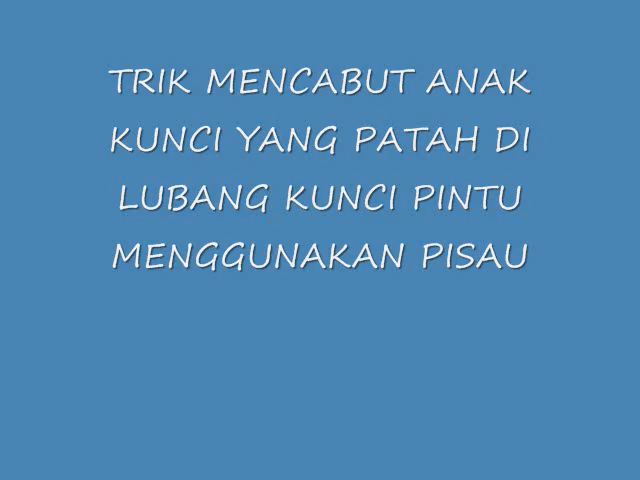 TRIK MENCABUT ANAK
KUNCI YANG PATAH DI
LUBANG KUNCI PINTU
MENGGUNAKAN PISAU